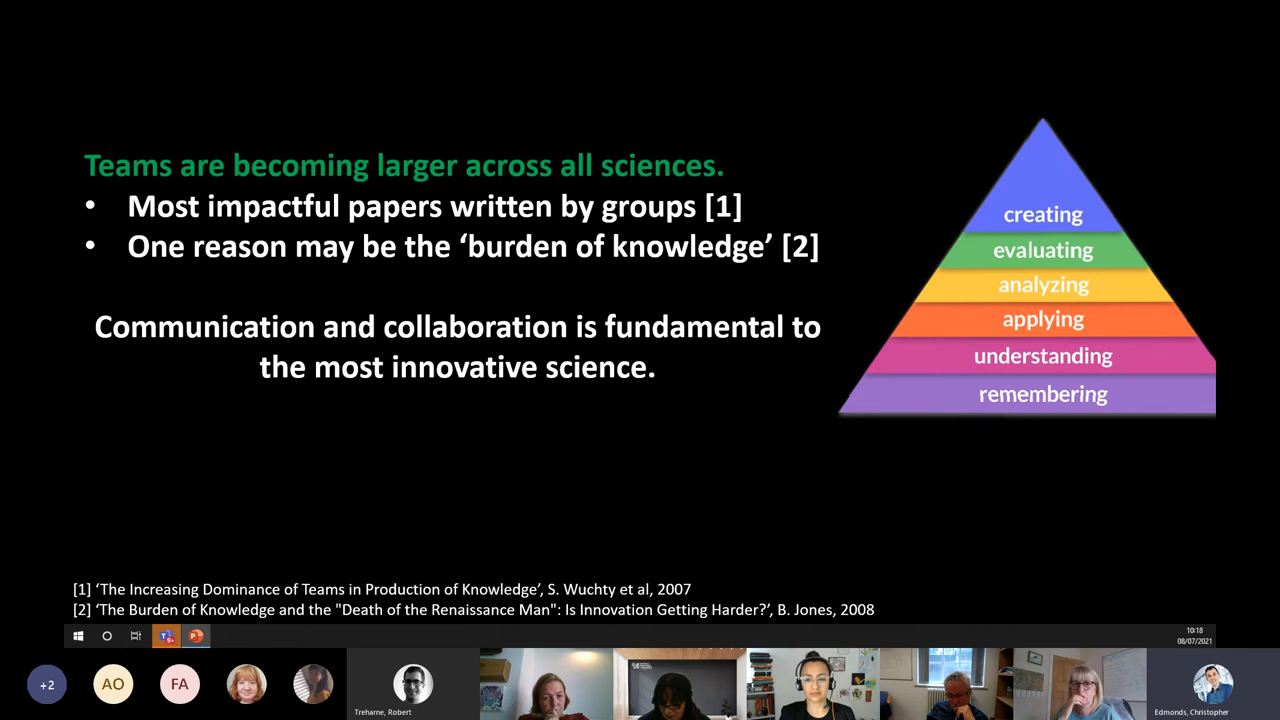 Teams are becoming larger across all sciences.
• Most impactful papers written by groups [1]
• One reason may be the ‘burden of knowledge’ [2]
Communication and collaboration is fundamental to
the most innovative science.
creating
evaluating
analyzing
applying
understanding
remembering
[1] ‘The Increasing Dominance of Teams in Production of Knowledge’, S. Wuchty et al, 2007
[2] ‘The Burden of Knowledge and the "Death of the Renaissance Man": Is Innovation Getting Harder?’, B. Jones, 2008
10:18
08/07/2021
+2
AO
FA
Treharne, Robert
Edmonds, Christopher